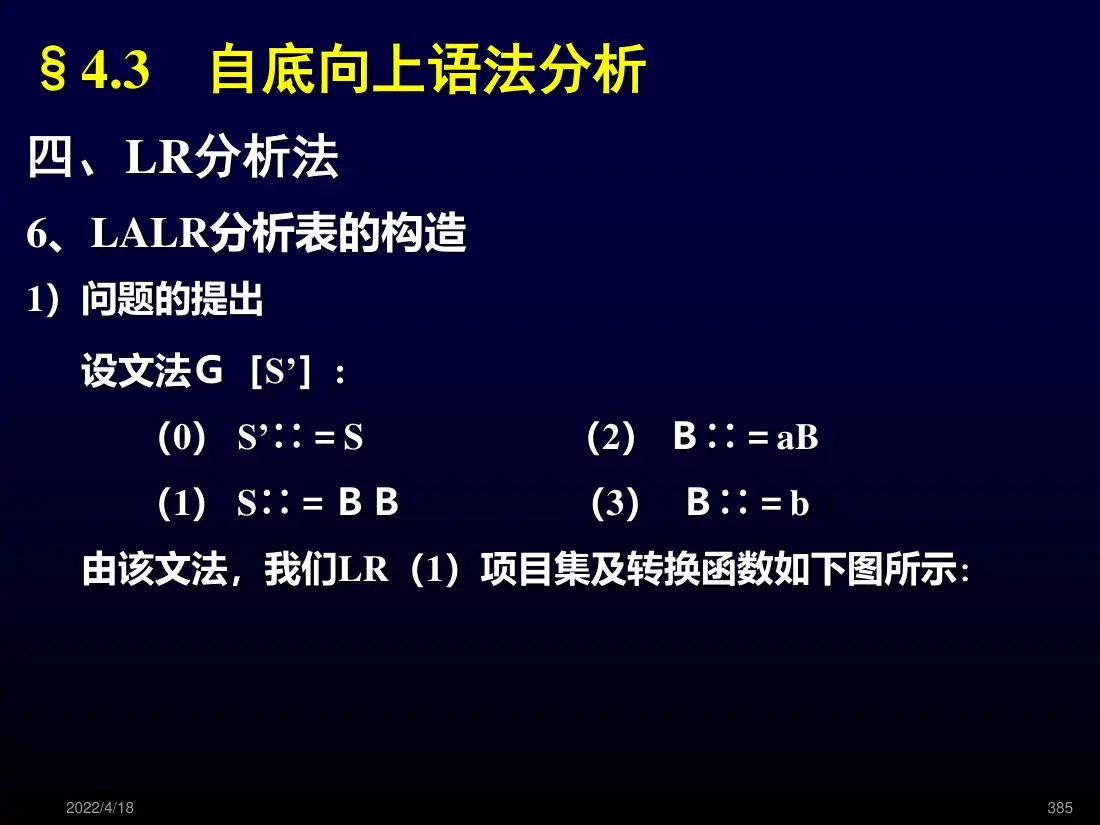 §4.3 自底向上语法分析
四、LR分析法
6、LALR分析表的构造
1）问题的提出
设文法G［S’］:
（0） S’∷＝S （2） B∷＝aB
（1） S∷＝BB （3） B∷＝b
由该文法，我们LR（1）项目集及转换函数如下图所示:
2022/4/18 385